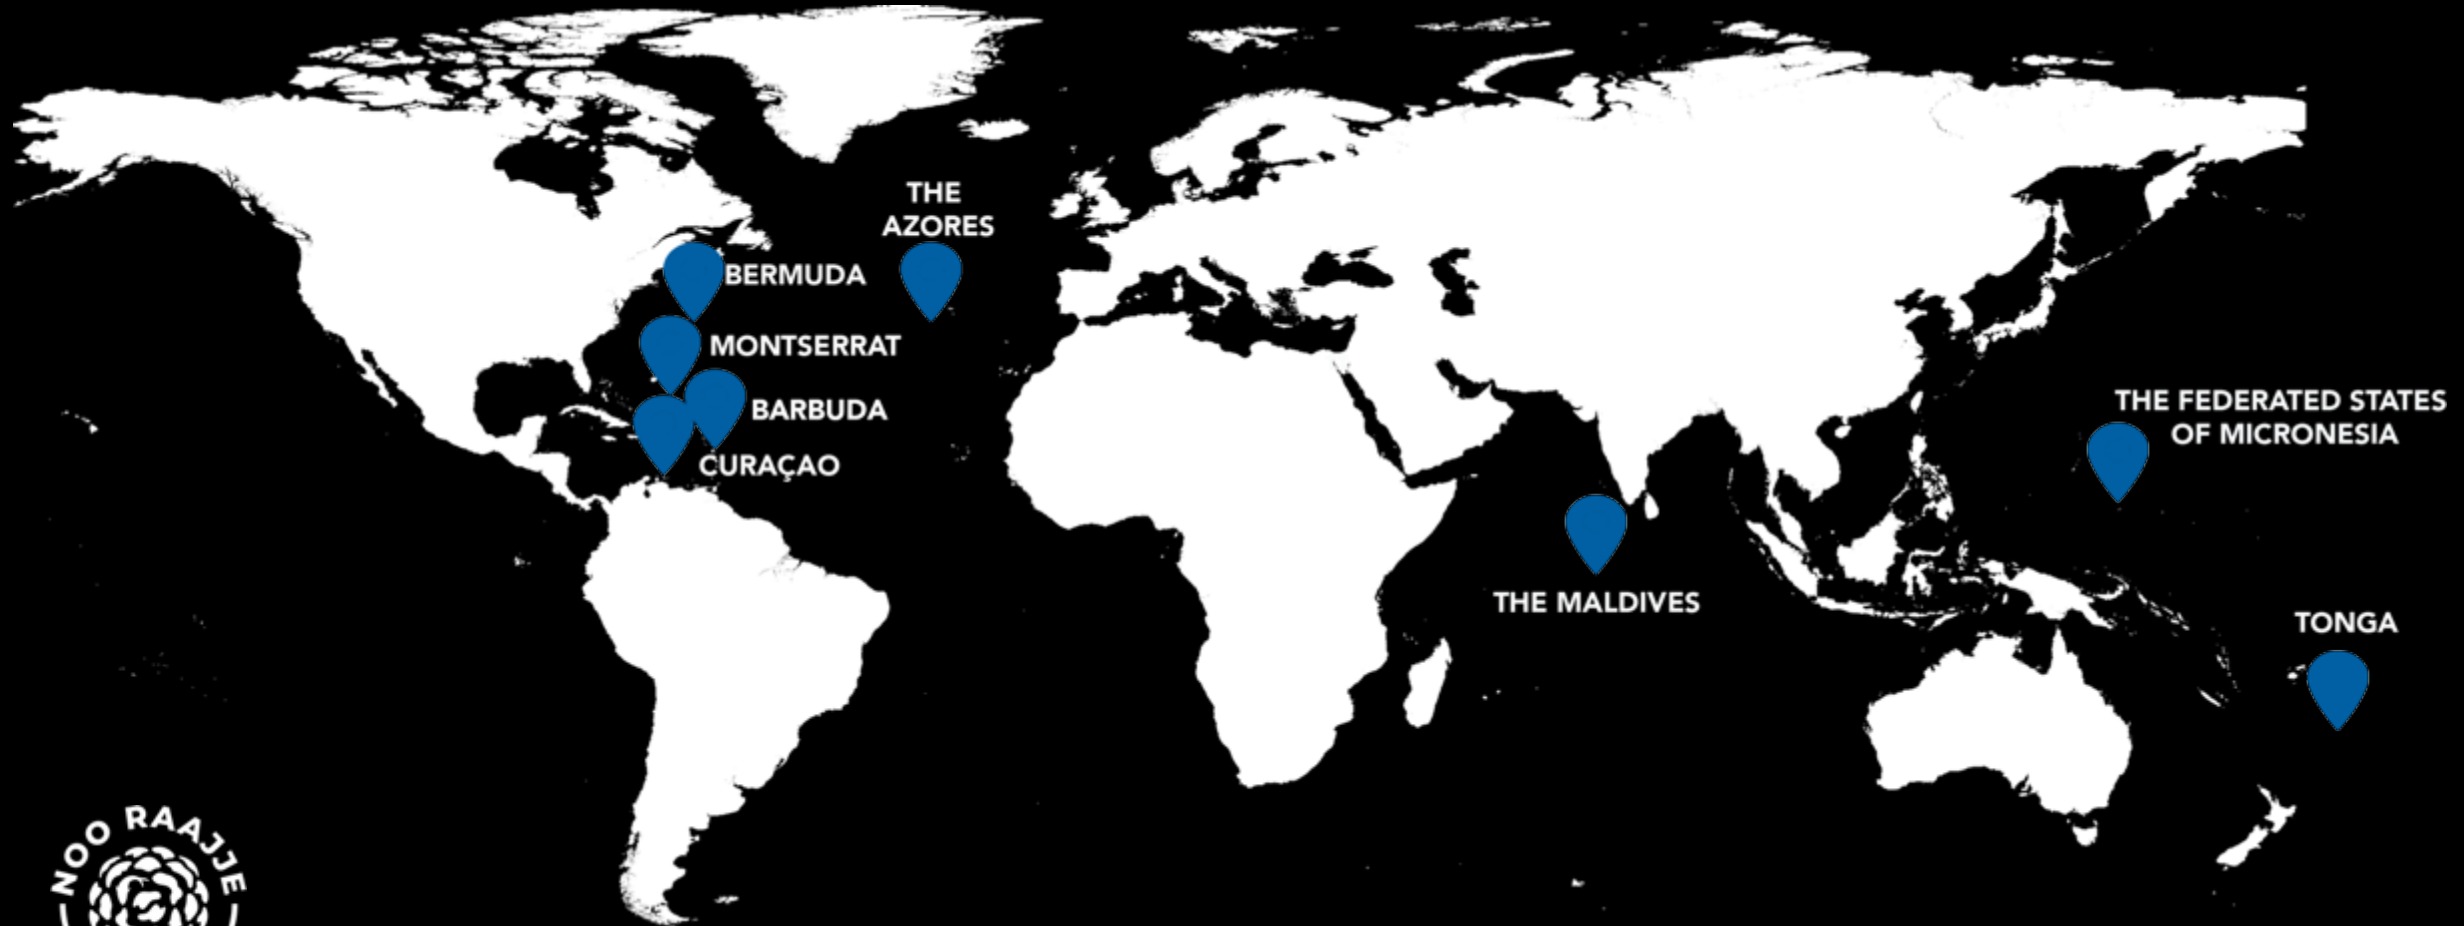 THE
AZORES
BERMUDA
MONTSERRAT
BARBUDA
CURAÇAO
THE FEDERATED STATES
OF MICRONESIA
THE MALDIVES
TONGA
NOO RAAJJE